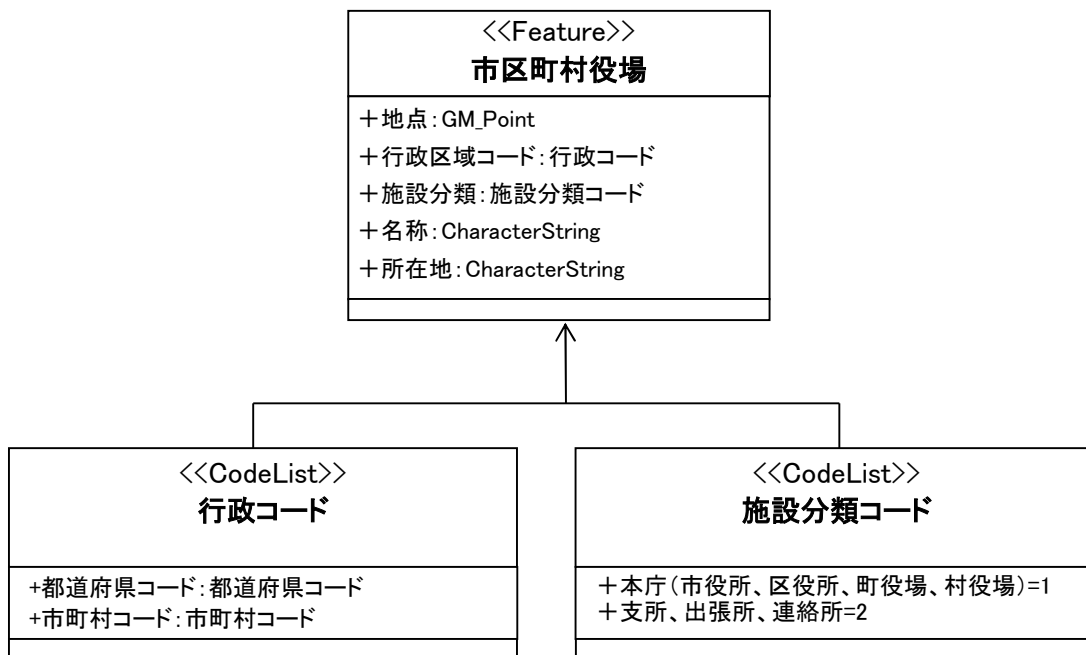 <<Feature>>
市区町村役場
＋地点：GM_Point
＋行政区域コード：行政コード
＋施設分類：施設分類コード
＋名称：CharacterString
＋所在地：CharacterString
<<CodeList>>
行政コード
+都道府県コード：都道府県コード
+市町村コード：市町村コード
<<CodeList>>
施設分類コード
＋本庁（市役所、区役所、町役場、村役場）=1
＋支所、出張所、連絡所=2